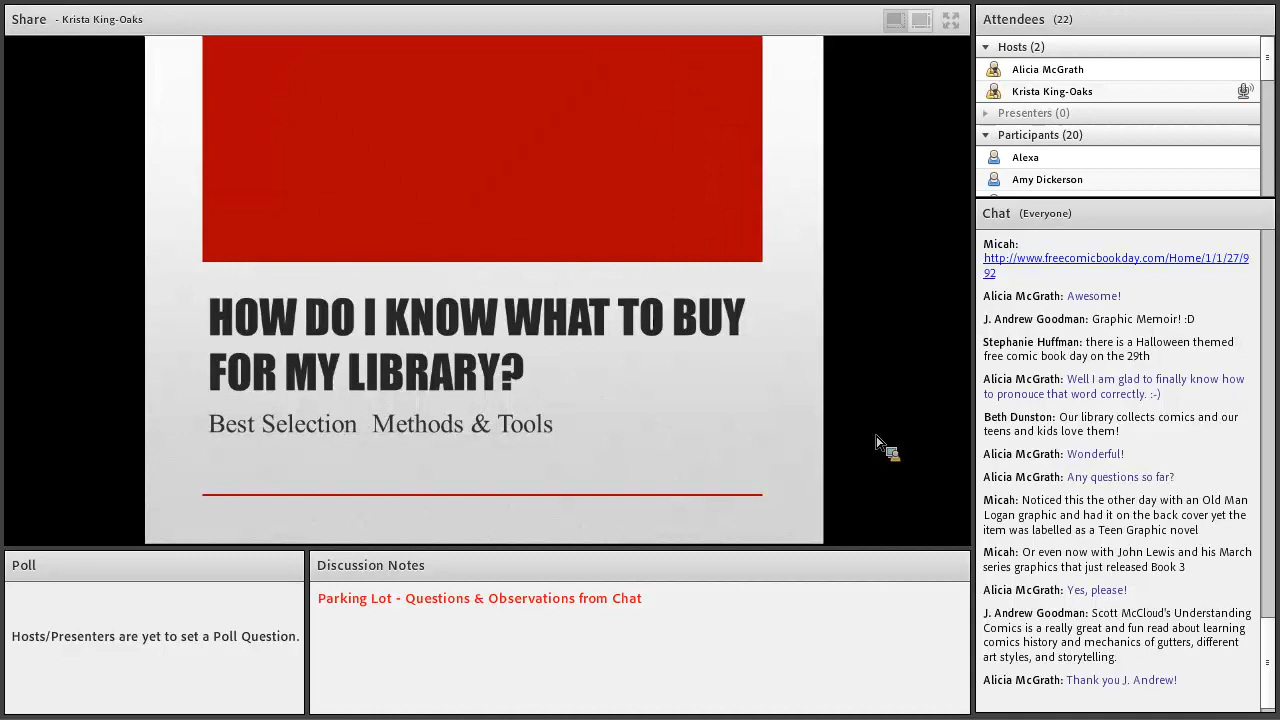 Share - Krista King-Oaks
HOW DO I KNOW WHAT TO BUY
FOR MY LIBRARY?
Best Selection Methods & Tools
Poll
Hosts/Presenters are yet to set a Poll Question.
Discussion Notes
Parking Lot - Questions & Observations from Chat
Attendees (22)
Hosts (2)
Alicia McGrath
Krista King-Oaks
Presenters (0)
Participants (20)
Alexa
Amy Dickerson
Chat (Everyone)
Micah:
http://www.freecomicbookday.com/Home/1/1/27/9
92
Alicia McGrath: Awesome!
J. Andrew Goodman: Graphic Memoir! :D
Stephanie Huffman: there is a Halloween themed
free comic book day on the 29th
Alicia McGrath: Well I am glad to finally know how
to pronouce that word correctly. :-)
Beth Dunston: Our library collects comics and our
teens and kids love them!
Alicia McGrath: Wonderful!
Alicia McGrath: Any questions so far?
Micah: Noticed this the other day with an Old Man
Logan graphic and had it on the back cover yet the
item was labelled as a Teen Graphic novel
Micah: Or even now with John Lewis and his March
series graphics that just released Book 3
Alicia McGrath: Yes, please!
J. Andrew Goodman: Scott McCloud's Understanding
Comics is a really great and fun read about learning
comics history and mechanics of gutters, different
art styles, and storytelling.
Alicia McGrath: Thank you J. Andrew!